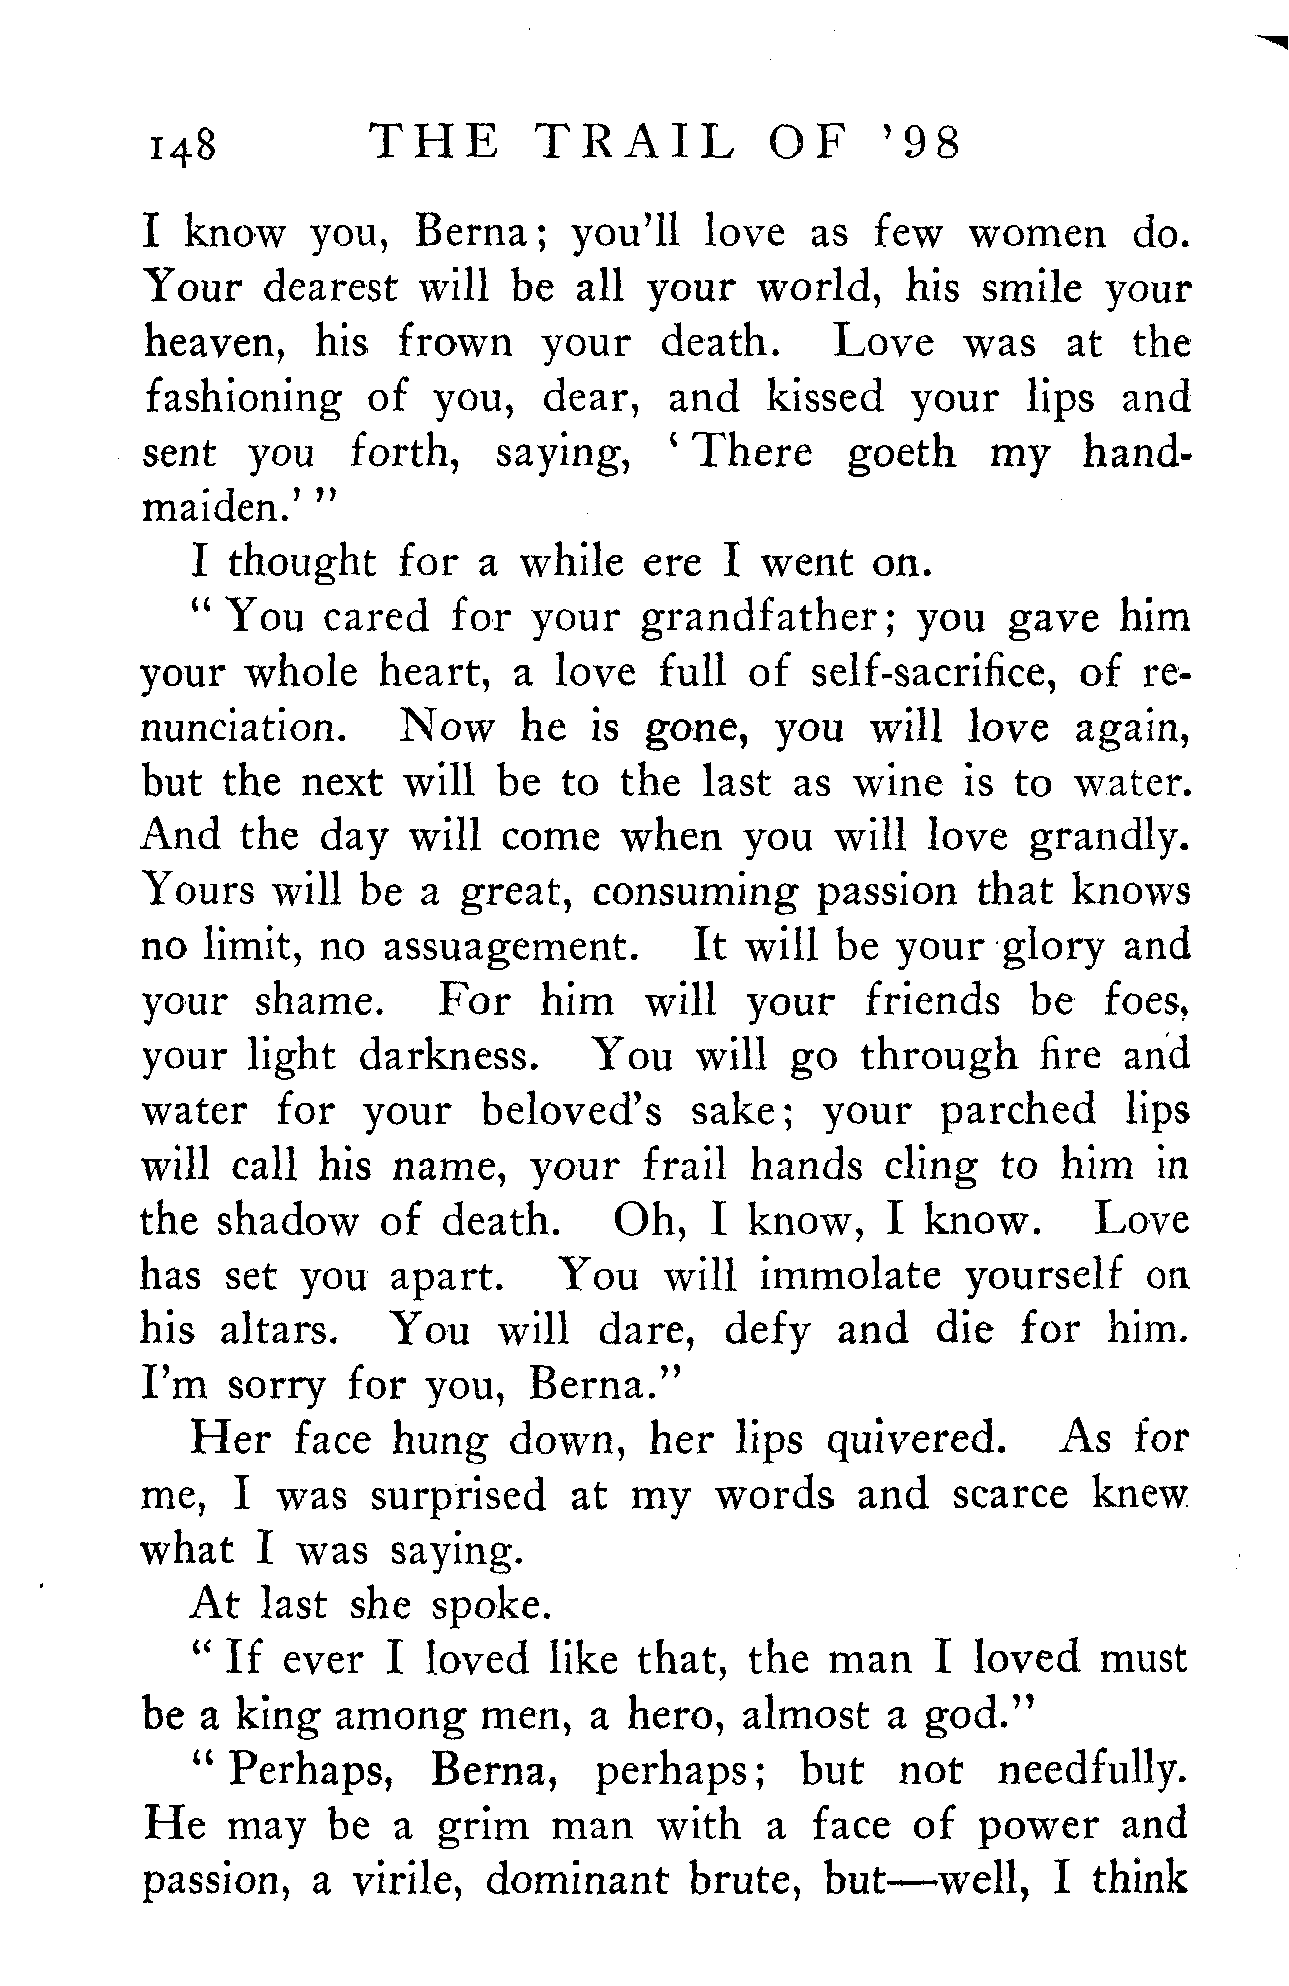 148 THE TRAIL OF '98
I know you, Berna; you'll love as few women do.
Your dearest will be all your world, his smile your
heaven, his frown your death. Love was at the
fashioning of you, dear, and kissed your lips and
sent you forth, saying, ‘There goeth my hand-
maiden.’”
I thought for a while ere I went on.
“You cared for your grandfather; you gave him
your whole heart, a love full of self-sacrifice, of re-
nunciation. Now he is gone, you will love again,
but the next will be to the last as wine is to water.
And the day will come when you will love grandly.
Yours will be a great, consuming passion that knows
no limit, no assuagement. It will be your glory and
your shame. For him will your friends be foes,
your light darkness. You will go through fire and
water for your beloved's sake; your parched lips
will call his name, your frail hands cling to him in
the shadow of death. Oh, I know, I know. Love
has set you apart. You will immolate yourself on
his altars. You will dare, defy and die for him.
I'm sorry for you, Berna.”
Her face hung down, her lips quivered. As for
me, I was surprised at my words and scarce knew
what I was saying.
At last she spoke.
“If ever I loved like that, the man I loved must
be a king among men, a hero, almost a god.”
“Perhaps, Berna, perhaps; but not needfully.
He may be a grim man with a face of power and
passion, a virile, dominant brute, but—well, I think